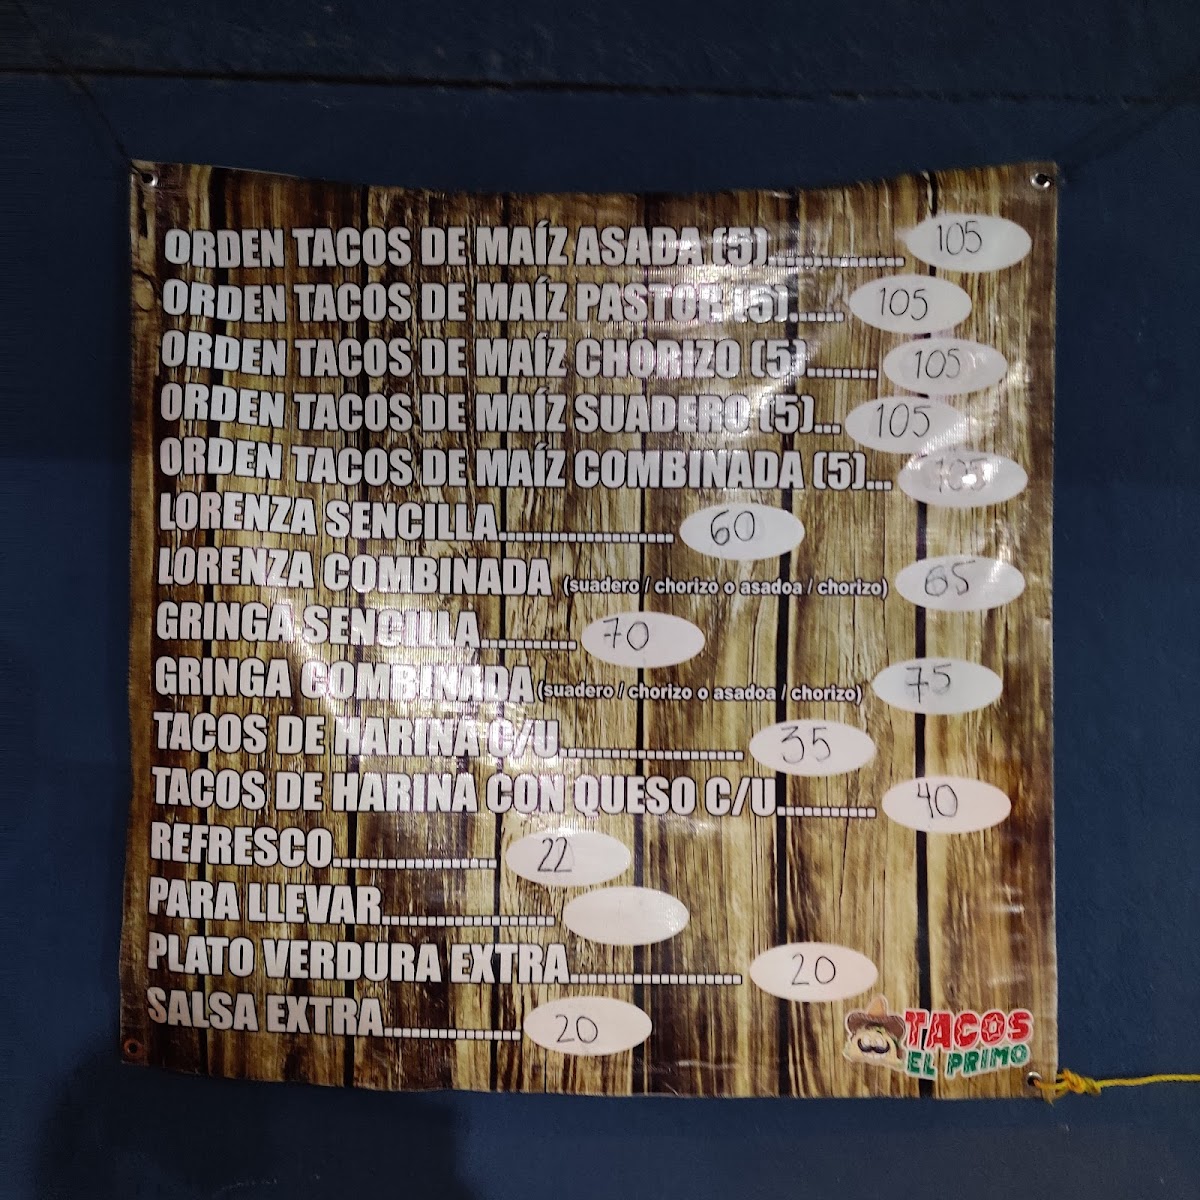 ORDEN TACOS DE MAÍZ ASADA (5)............... 105
ORDEN TACOS DE MAÍZ PASTOR (5)...... 105
ORDEN TACOS DE MAÍZ CHORIZO (5)........ 105
ORDEN TACOS DE MAÍZ SUADERO (5)... 105
ORDEN TACOS DE MAÍZ COMBINADA (5)... 105
LORENZA SENCILLA.................... 60
LORENZA COMBINADA (suadero / chorizo o asadoa / chorizo) 65
GRINGA SENCILLA........... 70
GRINGA COMBINADA (suadero / chorizo o asadoa / chorizo) 75
TACOS DE HARINA C/U..................... 35
TACOS DE HARINA CON QUESO C/U........... 40
REFRESCO................... 22
PARA LLEVAR....................
PLATO VERDURA EXTRA.................... 20
SALSA EXTRA................ 20
TACOS
EL PRIMO